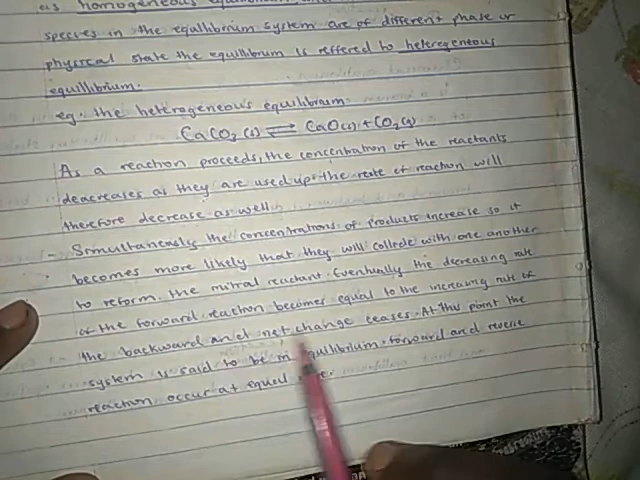 as homogeneous equilibrium
species in the equilibrium system are of different phase or
physical state the equilibrium is reffered to heterogeneous
equillibrium.
eg. the heterogeneous equilibrium.
CaCO3(s) ⇌ CaO(s) + CO2(g)
As a reaction proceeds, the concentration of the reactants
deacreases as they are used up. the rate of reaction will
therefore decrease as well.
- Simultaneously the concentrations of products increase so it
becomes more likely that they will collide with one another
to reform the initial reactant. Eventually the decreasing rate
of the forward reaction becomes equal to the increasing rate of
the backward and net change ceases. At this point the
system is said to be in equilibrium. forward and reverse
reaction occur at equal